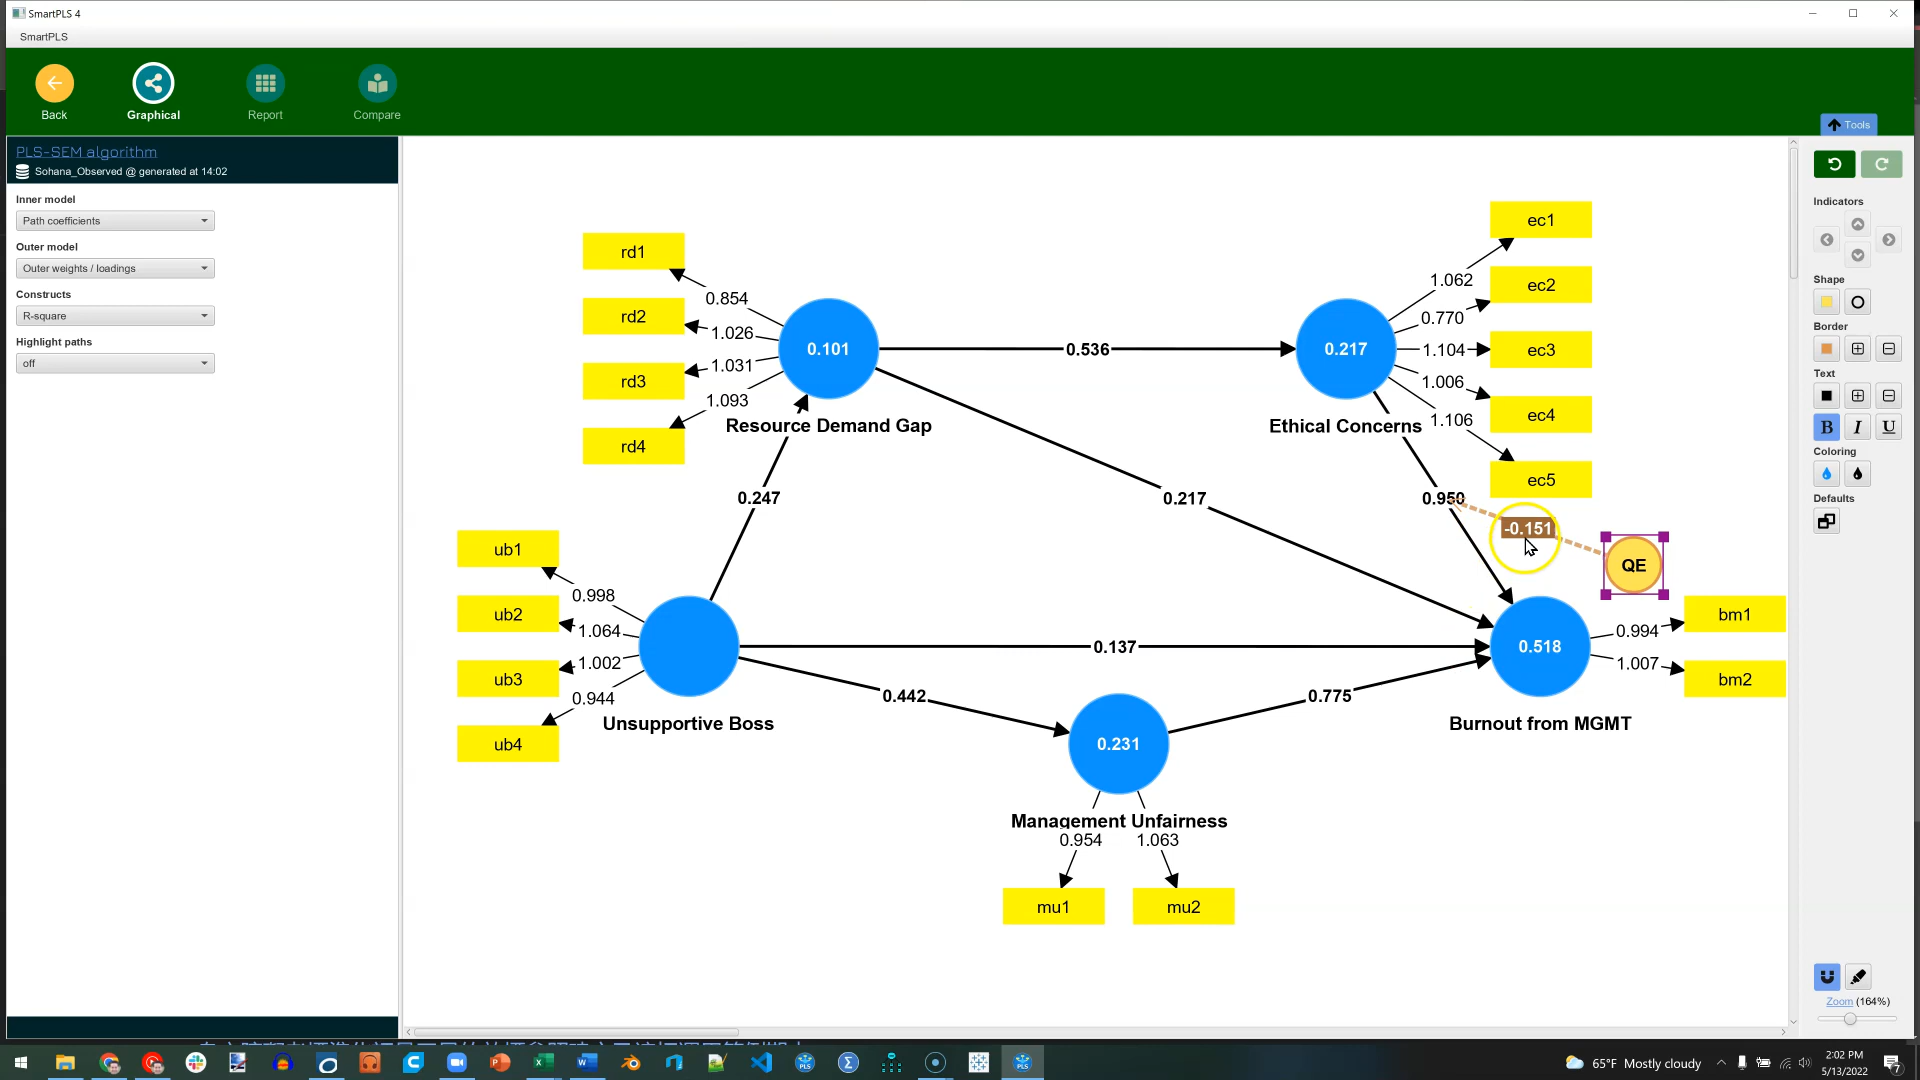 SmartPLS 4
SmartPLS
Back
Graphical
Report
Compare
Tools
PLS-SEM algorithm
Sohana_Observed @ generated at 14:02
Inner model
Path coefficients
Outer model
Outer weights / loadings
Constructs
R-square
Highlight paths
off
rd1
rd2
rd3
rd4
0.854
1.026
1.031
1.093
0.101
Resource Demand Gap
0.536
0.217
Ethical Concerns
1.062
0.770
1.104
1.006
1.106
ec1
ec2
ec3
ec4
ec5
0.247
0.217
0.950
-0.151
QE
ub1
ub2
ub3
ub4
0.998
1.064
1.002
0.944
Unsupportive Boss
0.137
0.442
0.775
0.518
Burnout from MGMT
0.994
1.007
bm1
bm2
0.231
Management Unfairness
0.954
1.063
mu1
mu2
Indicators
Shape
Border
Text
B
I
U
Coloring
Defaults
Zoom (164%)
65°F Mostly cloudy
2:02 PM
5/13/2022
7